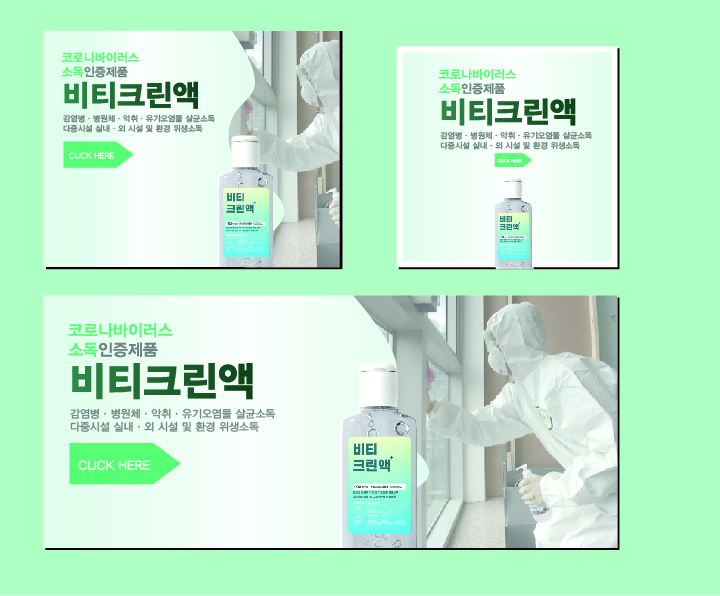 코로나바이러스
소독인증제품
비티크린액
감염병 · 병원체 · 악취 · 유기오염물 살균소독
다중시설 실내 · 외 시설 및 환경 위생소독
CLICK HERE
비티
크린액
코로나바이러스
소독인증제품
비티크린액
감염병 · 병원체 · 악취 · 유기오염물 살균소독
다중시설 실내 · 외 시설 및 환경 위생소독
CLICK HERE
비티
크린액
코로나바이러스
소독인증제품
비티크린액
감염병 · 병원체 · 악취 · 유기오염물 살균소독
다중시설 실내 · 외 시설 및 환경 위생소독
CLICK HERE
비티
크린액